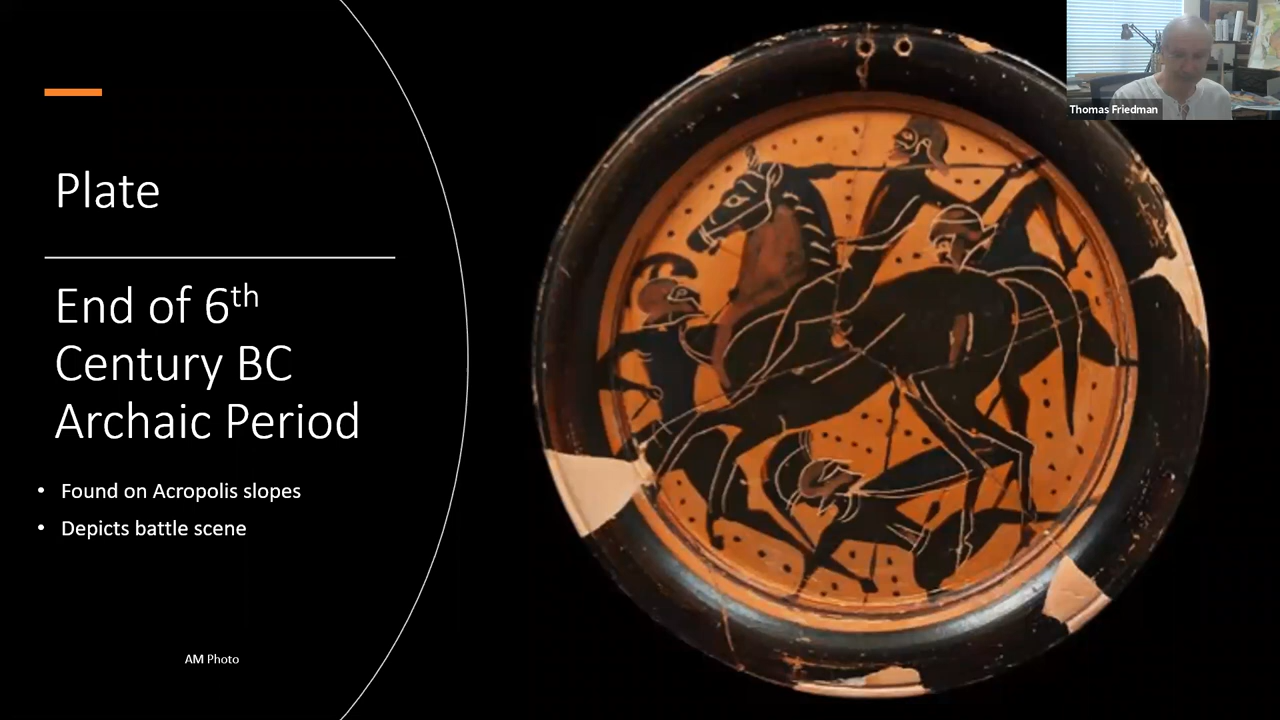 Plate
End of 6th
Century BC
Archaic Period
• Found on Acropolis slopes
• Depicts battle scene
AM Photo
Thomas Friedman